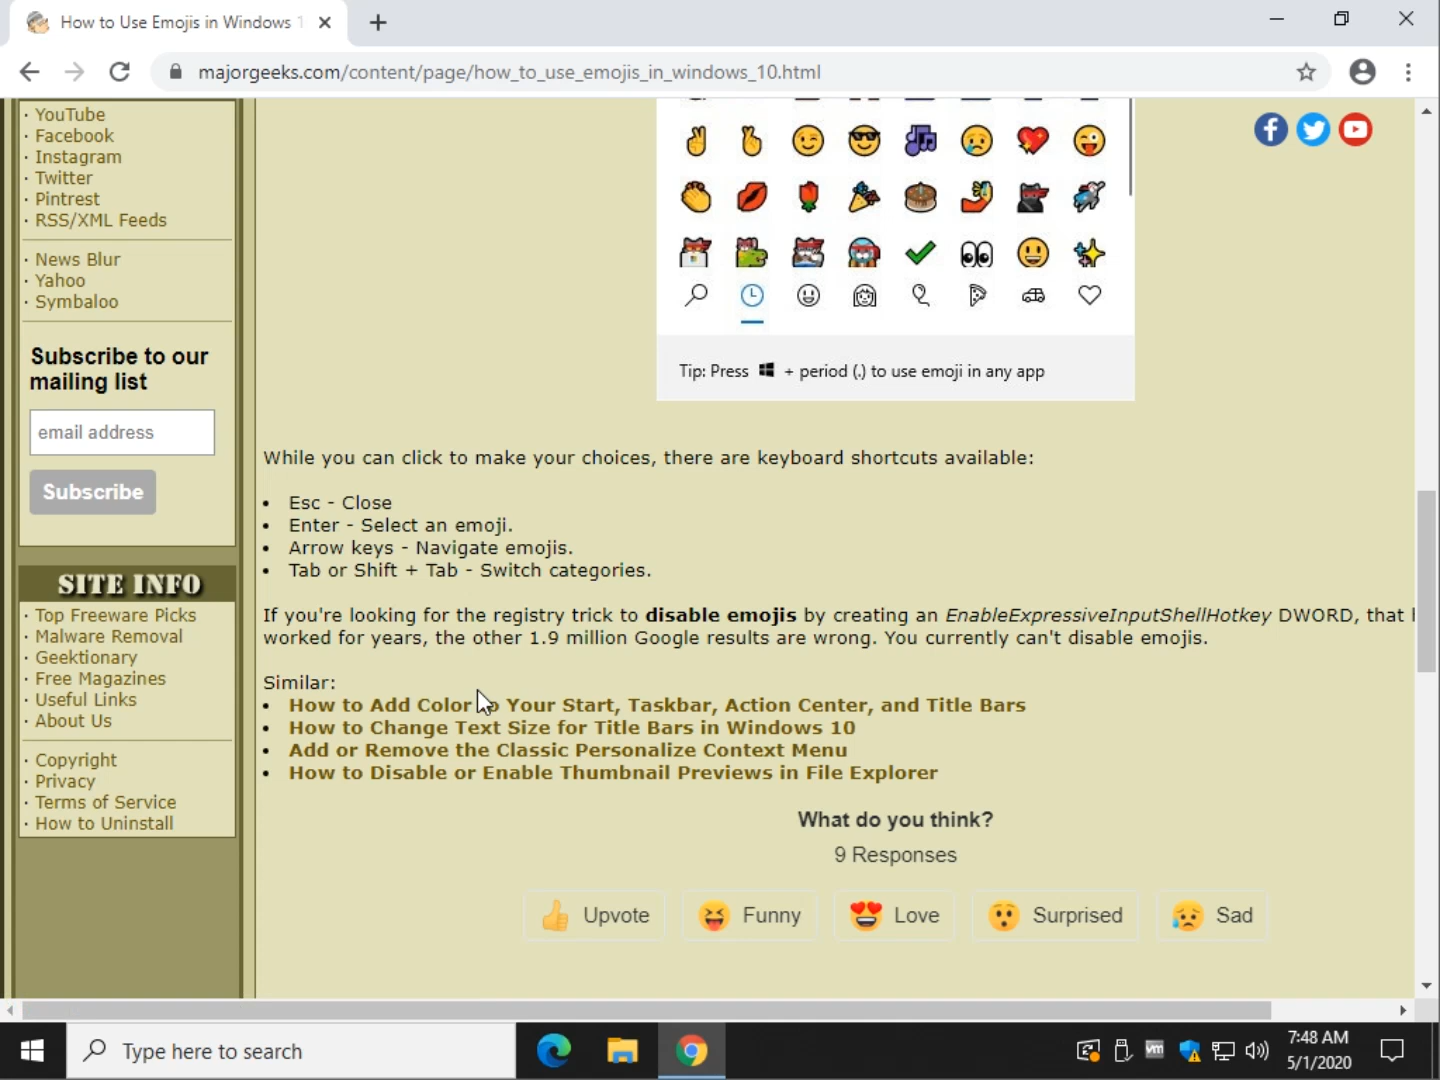 How to Use Emojis in Windows 1
majorgeeks.com/content/page/how_to_use_emojis_in_windows_10.html
· YouTube
· Facebook
· Instagram
· Twitter
· Pintrest
· RSS/XML Feeds
· News Blur
· Yahoo
· Symbaloo
Subscribe to our
mailing list
email address
Subscribe
SITE INFO
· Top Freeware Picks
· Malware Removal
· Geektionary
· Free Magazines
· Useful Links
· About Us
· Copyright
· Privacy
· Terms of Service
· How to Uninstall
Tip: Press + period (.) to use emoji in any app
While you can click to make your choices, there are keyboard shortcuts available:
• Esc - Close
• Enter - Select an emoji.
• Arrow keys - Navigate emojis.
• Tab or Shift + Tab - Switch categories.
If you're looking for the registry trick to disable emojis by creating an EnableExpressiveInputShellHotkey DWORD, that
worked for years, the other 1.9 million Google results are wrong. You currently can't disable emojis.
Similar:
• How to Add Color to Your Start, Taskbar, Action Center, and Title Bars
• How to Change Text Size for Title Bars in Windows 10
• Add or Remove the Classic Personalize Context Menu
• How to Disable or Enable Thumbnail Previews in File Explorer
What do you think?
9 Responses
Upvote
Funny
Love
Surprised
Sad
Type here to search
vm
7:48 AM
5/1/2020